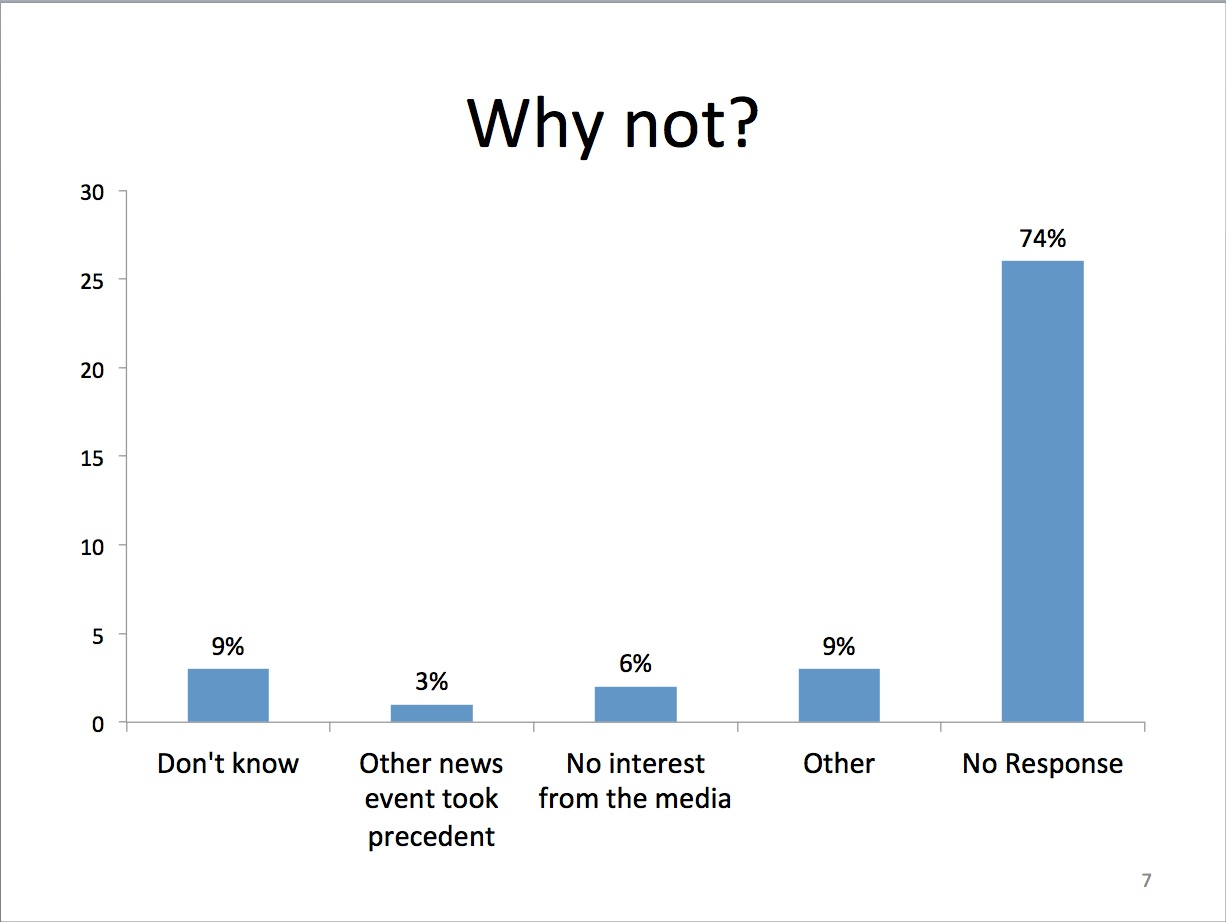 Why not?
30
25
20
15
10
5
0
9%
3%
6%
9%
74%
Don't know
Other news
event took
precedent
No interest
from the media
Other
No Response
7